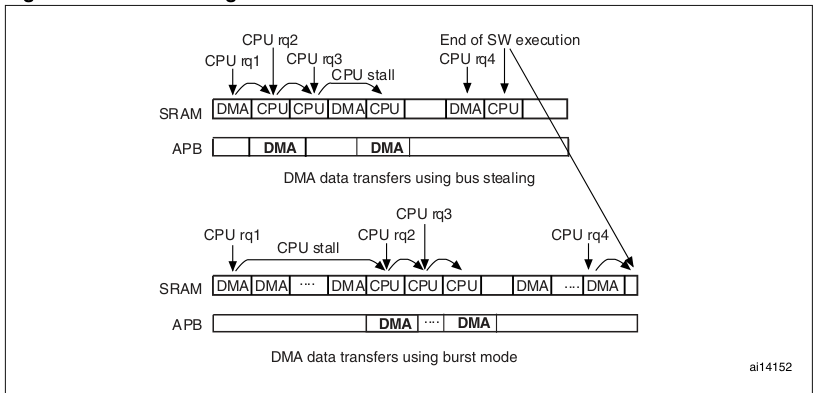 CPU rq2
End of SW execution
CPU rq1
CPU rq3
CPU rq4
CPU stall
SRAM DMA CPU CPU DMA CPU DMA CPU
APB DMA DMA
DMA data transfers using bus stealing
CPU rq3
CPU rq1
CPU rq2
CPU rq4
CPU stall
SRAM DMA DMA .... DMA CPU CPU CPU DMA .... DMA
APB DMA .... DMA
DMA data transfers using burst mode
ai14152